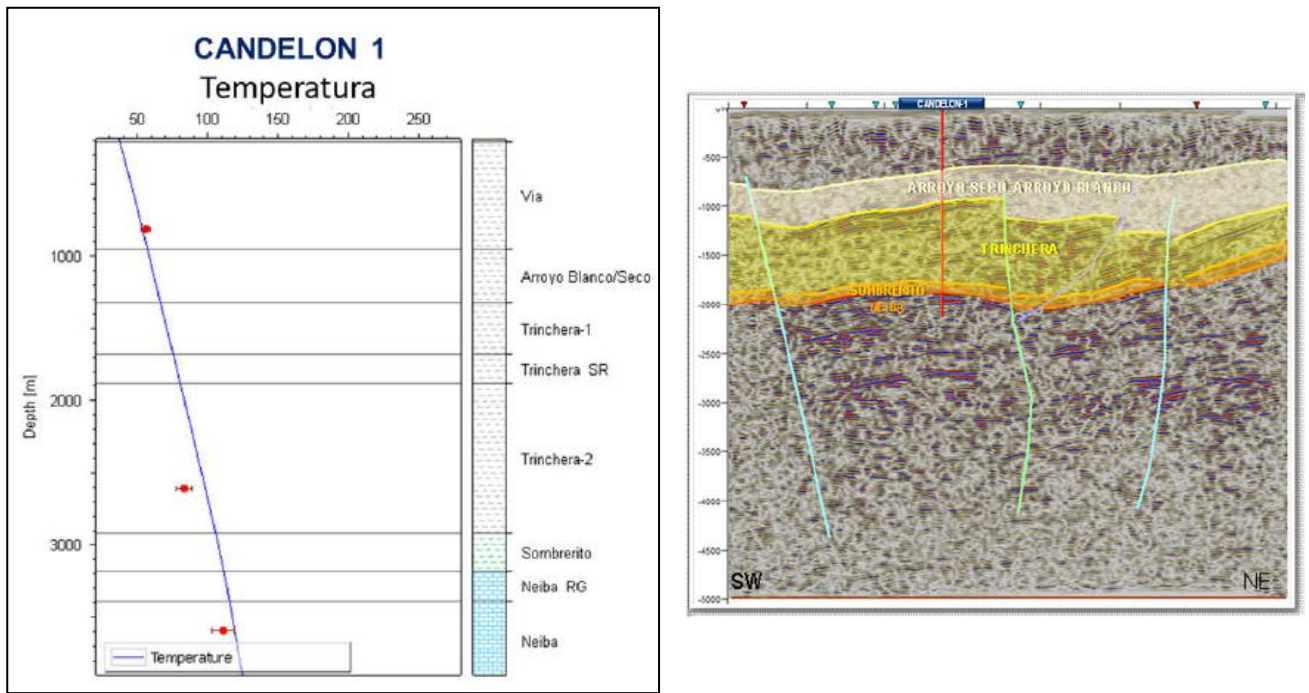 CANDELON 1
Temperatura
50 100 150 200 250
1000
2000
3000
Depth [m]
Temperature
Via
Arroyo Blanco/Seco
Trinchera-1
Trinchera SR
Trinchera-2
Sombrerito
Neiba RG
Neiba
CANDELON-1
-500
-1000
-1500
-2000
-2500
-3000
-3500
-4000
-4500
-5000
ARROYO SECO ARROYO BLANCO
TRINCHERA
SOMBRERITO
SW
NE